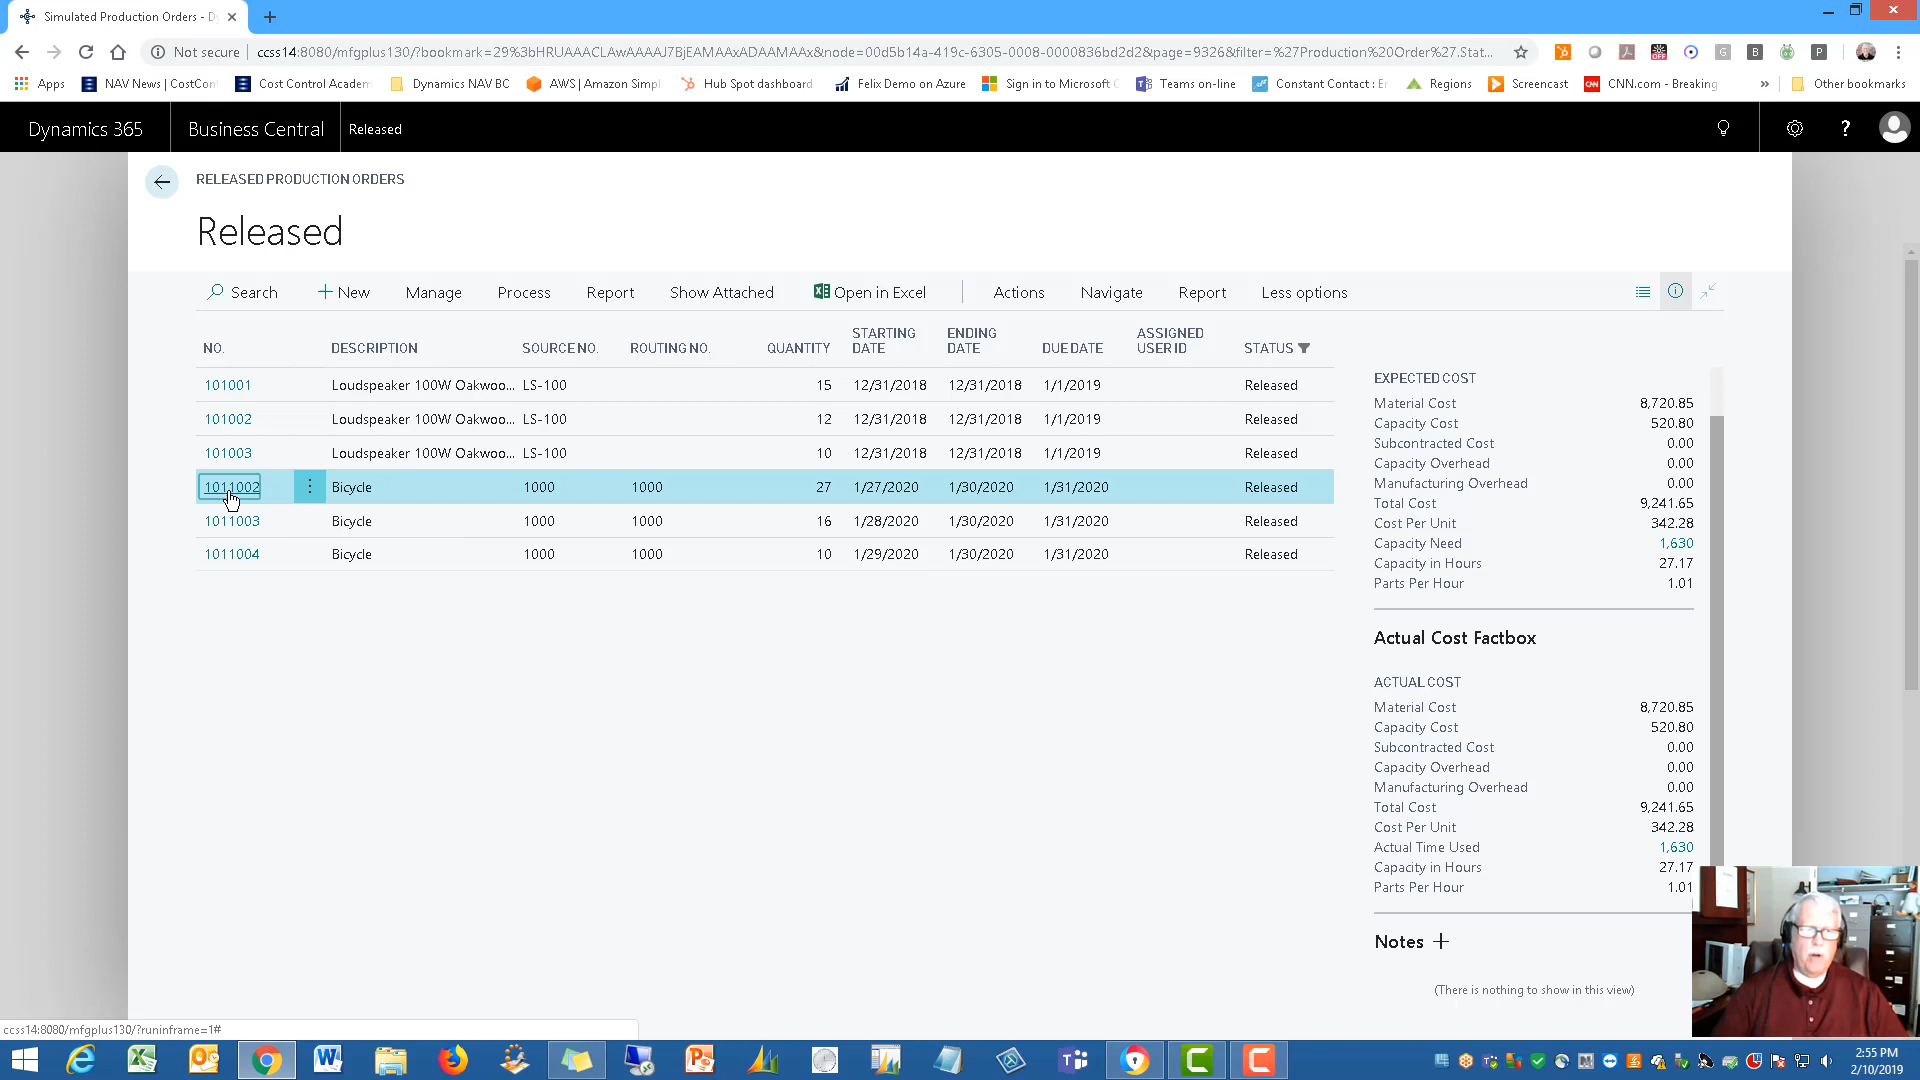 Simulated Production Orders - D
Not secure
ccss14:8080/mfgplus130/?bookmark=29%3bHRUAAACLAwAAAAJ7BjEAMAAxADAAMAAx&node=00d5b14a-419c-6305-0008-0000836bd2d2&page=9326&filter=%27Production%20Order%27.Stat...
Apps
NAV News | CostCont
Cost Control Academ
Dynamics NAV BC
AWS | Amazon Simpl
Hub Spot dashboard
Felix Demo on Azure
Sign in to Microsoft C
Teams on-line
Constant Contact : Er
Regions
Screencast
CNN.com - Breaking
Other bookmarks
Dynamics 365
Business Central
Released
RELEASED PRODUCTION ORDERS
Released
Search
New
Manage
Process
Report
Show Attached
Open in Excel
Actions
Navigate
Report
Less options
NO. DESCRIPTION SOURCE NO. ROUTING NO. QUANTITY STARTING DATE ENDING DATE DUE DATE ASSIGNED USER ID STATUS
101001 Loudspeaker 100W Oakwoo... LS-100 15 12/31/2018 12/31/2018 1/1/2019 Released
101002 Loudspeaker 100W Oakwoo... LS-100 12 12/31/2018 12/31/2018 1/1/2019 Released
101003 Loudspeaker 100W Oakwoo... LS-100 10 12/31/2018 12/31/2018 1/1/2019 Released
1011002 Bicycle 1000 1000 27 1/27/2020 1/30/2020 1/31/2020 Released
1011003 Bicycle 1000 1000 16 1/28/2020 1/30/2020 1/31/2020 Released
1011004 Bicycle 1000 1000 10 1/29/2020 1/30/2020 1/31/2020 Released
EXPECTED COST
Material Cost 8,720.85
Capacity Cost 520.80
Subcontracted Cost 0.00
Capacity Overhead 0.00
Manufacturing Overhead 0.00
Total Cost 9,241.65
Cost Per Unit 342.28
Capacity Need 1,630
Capacity in Hours 27.17
Parts Per Hour 1.01
Actual Cost Factbox
ACTUAL COST
Material Cost 8,720.85
Capacity Cost 520.80
Subcontracted Cost 0.00
Capacity Overhead 0.00
Manufacturing Overhead 0.00
Total Cost 9,241.65
Cost Per Unit 342.28
Actual Time Used 1,630
Capacity in Hours 27.17
Parts Per Hour 1.01
Notes
(There is nothing to show in this view)
ccss14:8080/mfgplus130/?runinframe=1#
2:55 PM
2/10/2019